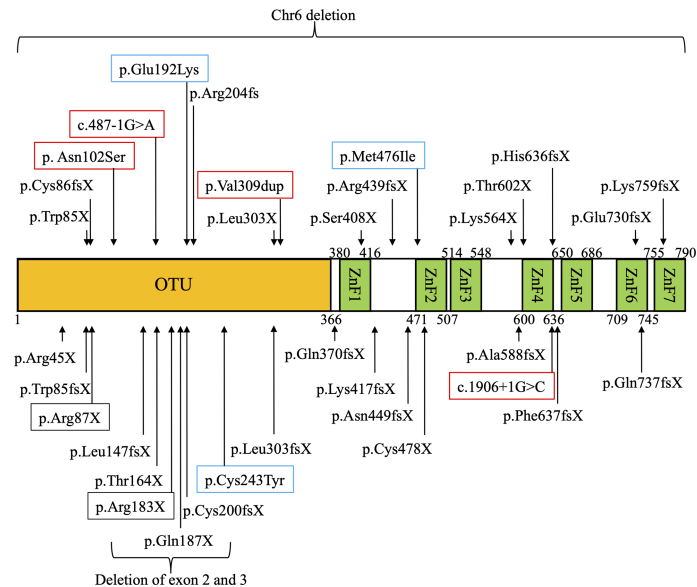 Chr6 deletion
p.Glu192Lys
p.Arg204fs
c.487-1G>A
p. Asn102Ser
p.Met476Ile
p.His636fsX
p.Cys86fsX
p.Val309dup
p.Arg439fsX
p.Thr602X
p.Lys759fsX
p.Trp85X
p.Leu303X
p.Ser408X
p.Lys564X
p.Glu730fsX
380 416 514 548 650 686 755 790
OTU
ZnF1
ZnF2
ZnF3
ZnF4
ZnF5
ZnF6
ZnF7
1 366 471 507 600 636 709 745
p.Arg45X
p.Gln370fsX
p.Ala588fsX
p.Trp85fsX
p.Lys417fsX
c.1906+1G>C
p.Gln737fsX
p.Arg87X
p.Asn449fsX
p.Phe637fsX
p.Leu147fsX
p.Leu303fsX
p.Cys478X
p.Thr164X
p.Cys243Tyr
p.Arg183X
p.Cys200fsX
p.Gln187X
Deletion of exon 2 and 3